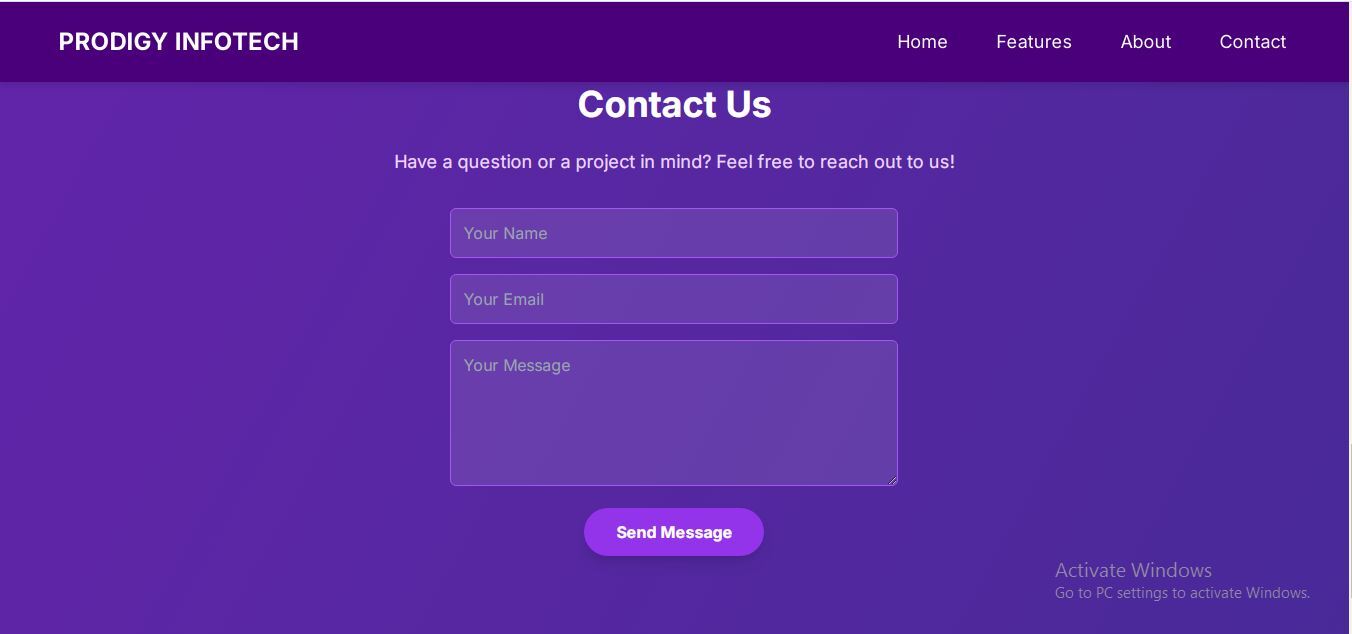 PRODIGY INFOTECH
Home
Features
About
Contact
Contact Us
Have a question or a project in mind? Feel free to reach out to us!
Your Name
Your Email
Your Message
Send Message
Activate Windows
Go to PC settings to activate Windows.